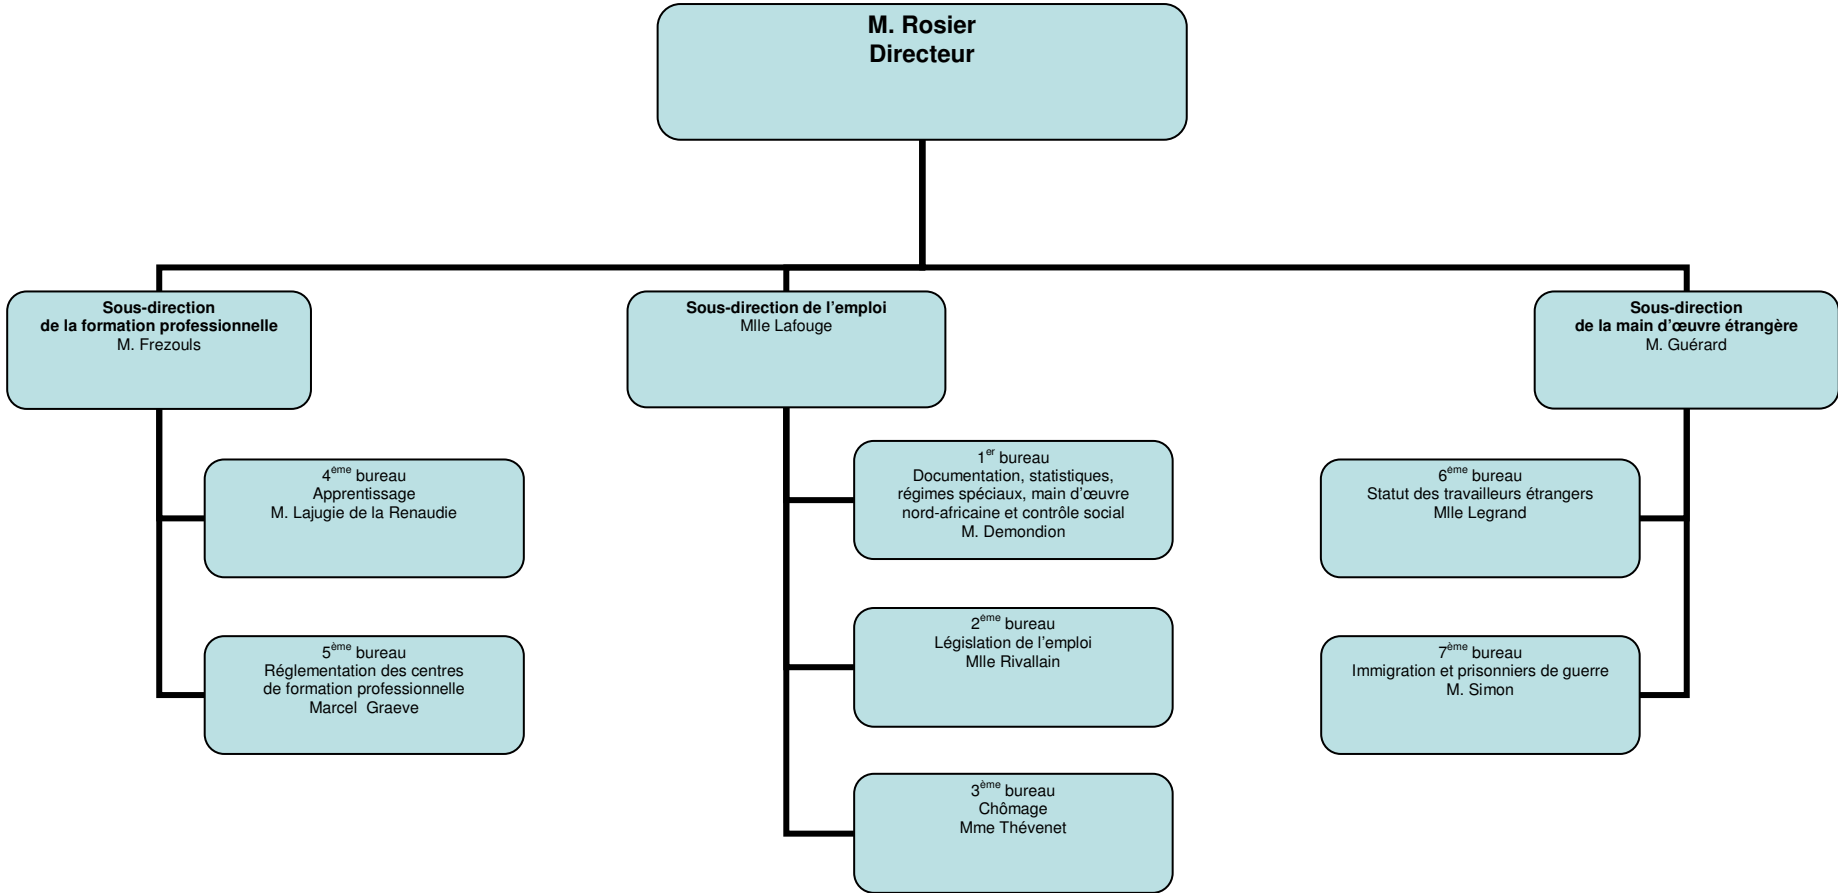 M. Rosier
Directeur
Sous-direction
de la formation professionnelle
M. Frezouls
Sous-direction de l'emploi
Mlle Lafouge
Sous-direction
de la main d'œuvre étrangère
M. Guérard
4ème bureau
Apprentissage
M. Lajugie de la Renaudie
5ème bureau
Réglementation des centres
de formation professionnelle
Marcel Graeve
1er bureau
Documentation, statistiques,
régimes spéciaux, main d'œuvre
nord-africaine et contrôle social
M. Demondion
2ème bureau
Législation de l'emploi
Mlle Rivallain
3ème bureau
Chômage
Mme Thévenet
6ème bureau
Statut des travailleurs étrangers
Mlle Legrand
7ème bureau
Immigration et prisonniers de guerre
M. Simon